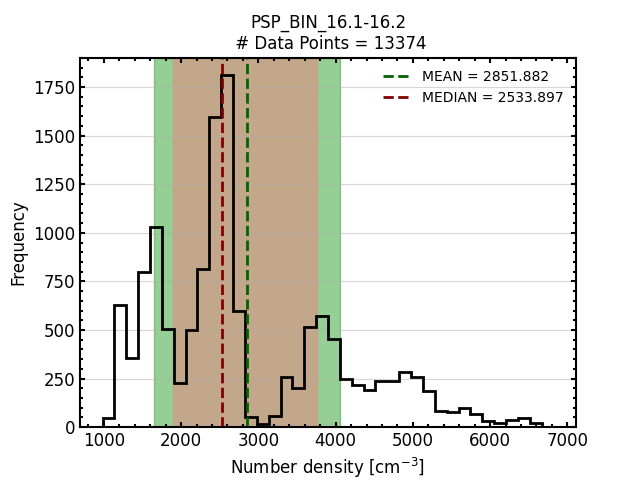 PSP_BIN_16.1-16.2
# Data Points = 13374
MEAN = 2851.882
MEDIAN = 2533.897
Frequency
1750
1500
1250
1000
750
500
250
0
1000 2000 3000 4000 5000 6000 7000
Number density [cm⁻³]